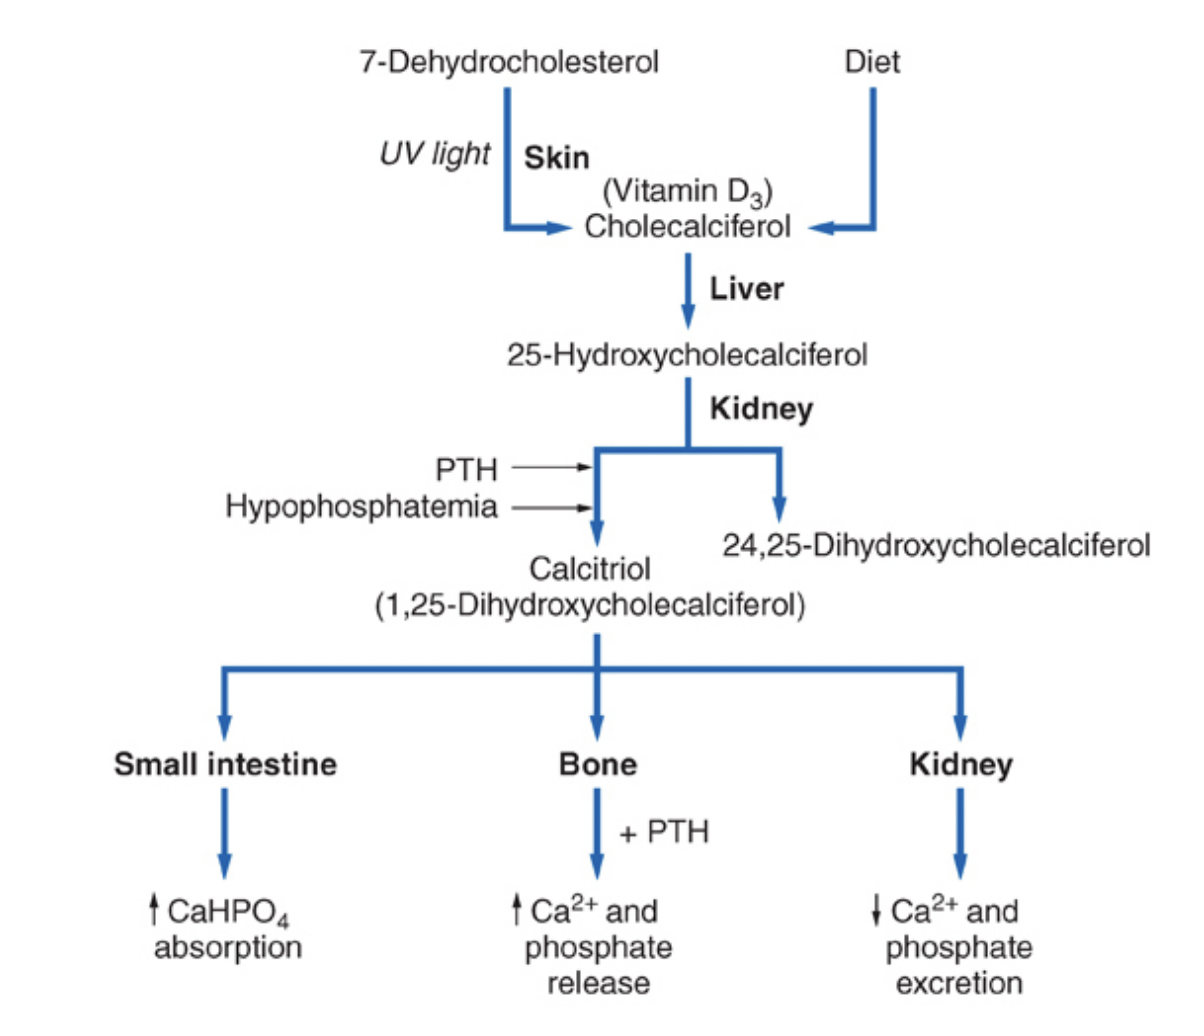 7-Dehydrocholesterol
Diet
UV light
Skin
(Vitamin D₃)
Cholecalciferol
Liver
25-Hydroxycholecalciferol
Kidney
PTH
Hypophosphatemia
24,25-Dihydroxycholecalciferol
Calcitriol
(1,25-Dihydroxycholecalciferol)
Small intestine
Bone
Kidney
+ PTH
↑ CaHPO₄
absorption
↑ Ca²⁺ and
phosphate
release
↓ Ca²⁺ and
phosphate
excretion